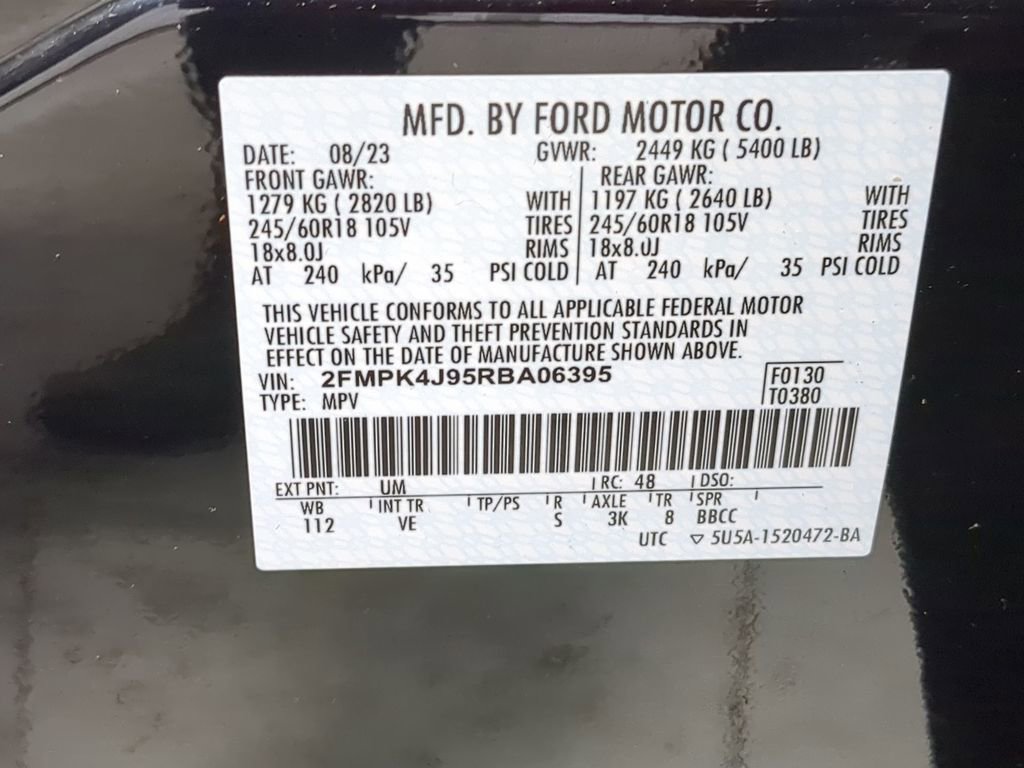 MFD. BY FORD MOTOR CO.
DATE: 08/23 GVWR: 2449 KG ( 5400 LB)
FRONT GAWR: REAR GAWR:
1279 KG ( 2820 LB) WITH 1197 KG ( 2640 LB) WITH
245/60R18 105V TIRES 245/60R18 105V TIRES
18x8.0J RIMS 18x8.0J RIMS
AT 240 kPa/ 35 PSI COLD AT 240 kPa/ 35 PSI COLD
THIS VEHICLE CONFORMS TO ALL APPLICABLE FEDERAL MOTOR
VEHICLE SAFETY AND THEFT PREVENTION STANDARDS IN
EFFECT ON THE DATE OF MANUFACTURE SHOWN ABOVE.
VIN: 2FMPK4J95RBA06395 F0130
TYPE: MPV T0380
EXT PNT: UM RC: 48 DSO:
WB INT TR TP/PS R AXLE TR SPR
112 VE S 3K 8 BBCC
UTC ▽ 5U5A-1520472-BA